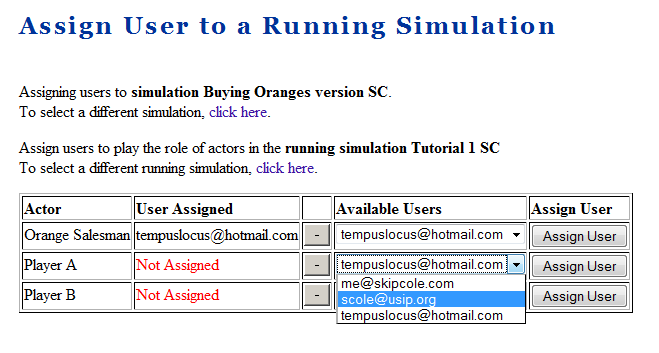 Assign User to a Running Simulation
Assigning users to simulation Buying Oranges version SC.
To select a different simulation, click here.
Assign users to play the role of actors in the running simulation Tutorial 1 SC
To select a different running simulation, click here.
Actor User Assigned Available Users Assign User
Orange Salesman tempuslocus@hotmail.com - tempuslocus@hotmail.com Assign User
Player A Not Assigned - tempuslocus@hotmail.com Assign User
me@skipcole.com
Player B Not Assigned - scole@usip.org Assign User
tempuslocus@hotmail.com